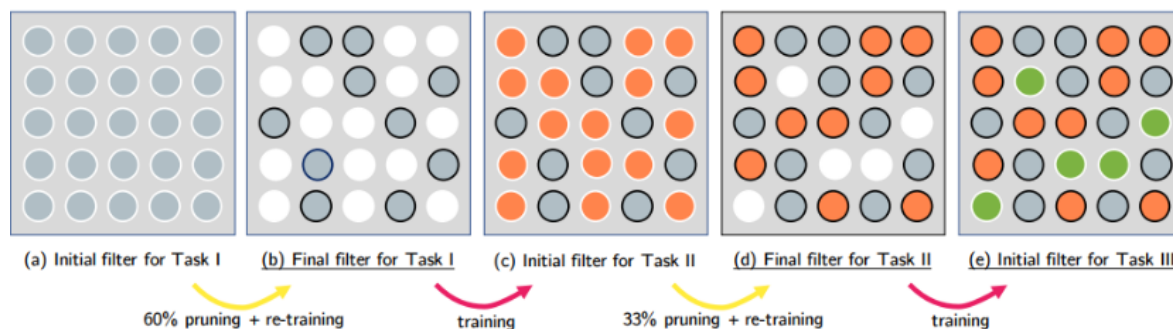 (a) Initial filter for Task I
(b) Final filter for Task I
(c) Initial filter for Task II
(d) Final filter for Task II
(e) Initial filter for Task III
60% pruning + re-training
training
33% pruning + re-training
training